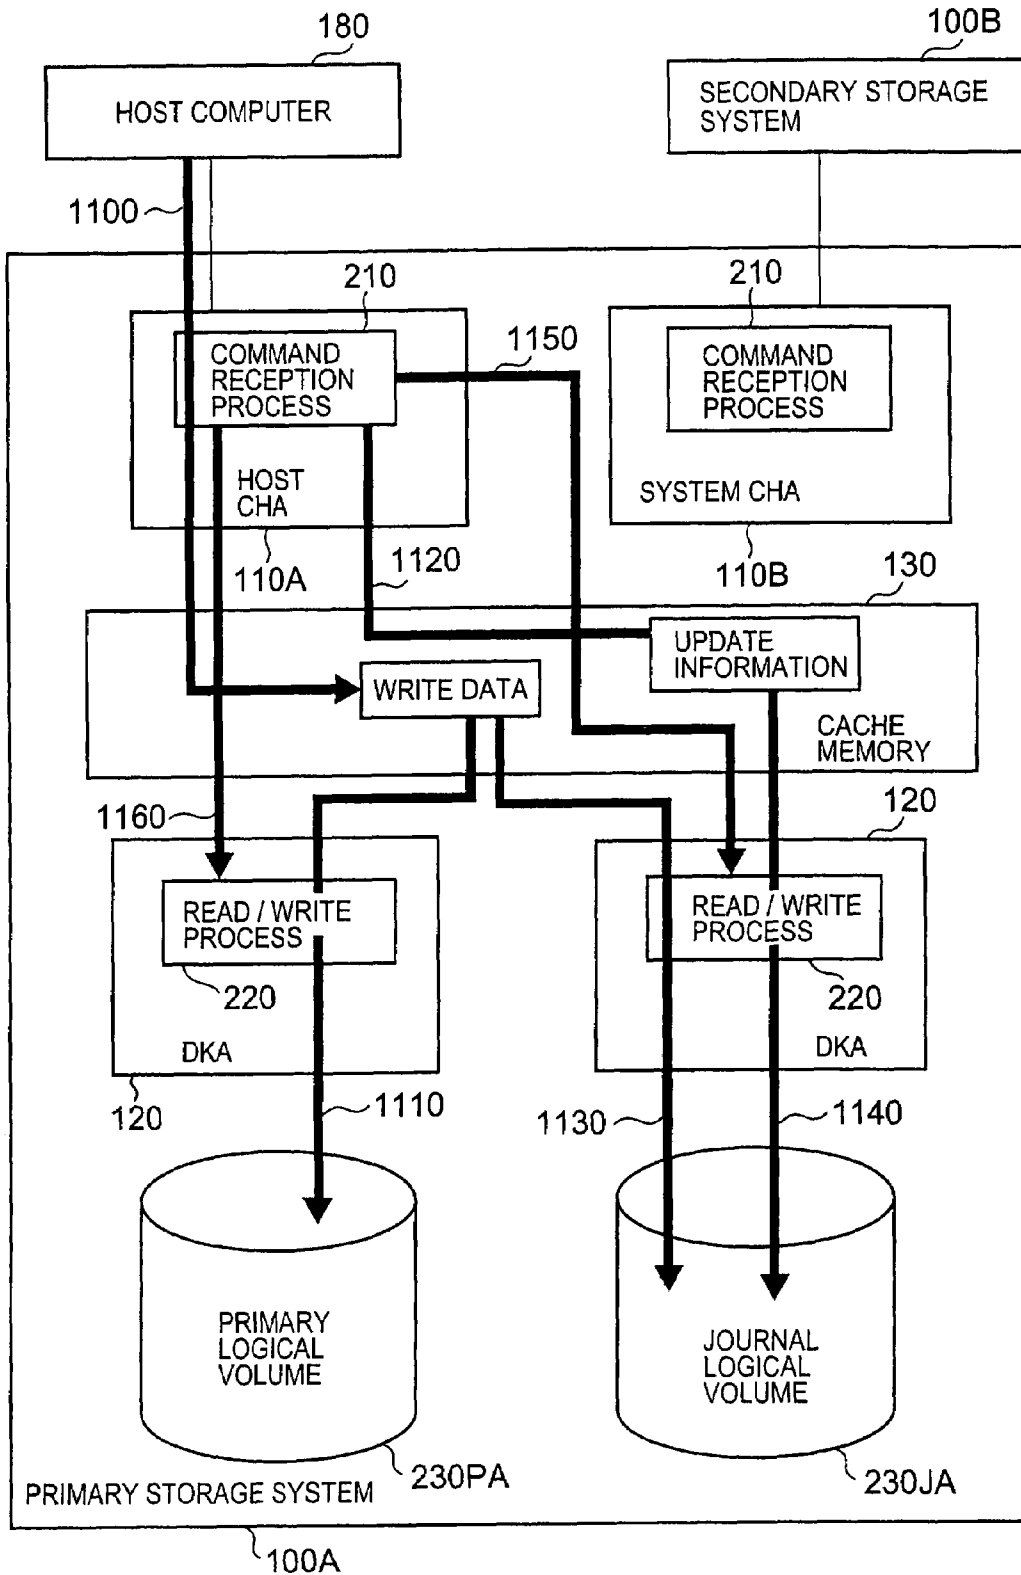 180
HOST COMPUTER
100B
SECONDARY STORAGE
SYSTEM
1100
210
COMMAND
RECEPTION
PROCESS
HOST
CHA
110A
1150
210
COMMAND
RECEPTION
PROCESS
SYSTEM CHA
110B
1120
130
UPDATE
INFORMATION
WRITE DATA
CACHE
MEMORY
1160
120
READ / WRITE
PROCESS
220
DKA
120
READ / WRITE
PROCESS
220
DKA
1110
1130
1140
PRIMARY
LOGICAL
VOLUME
230PA
JOURNAL
LOGICAL
VOLUME
230JA
PRIMARY STORAGE SYSTEM
100A